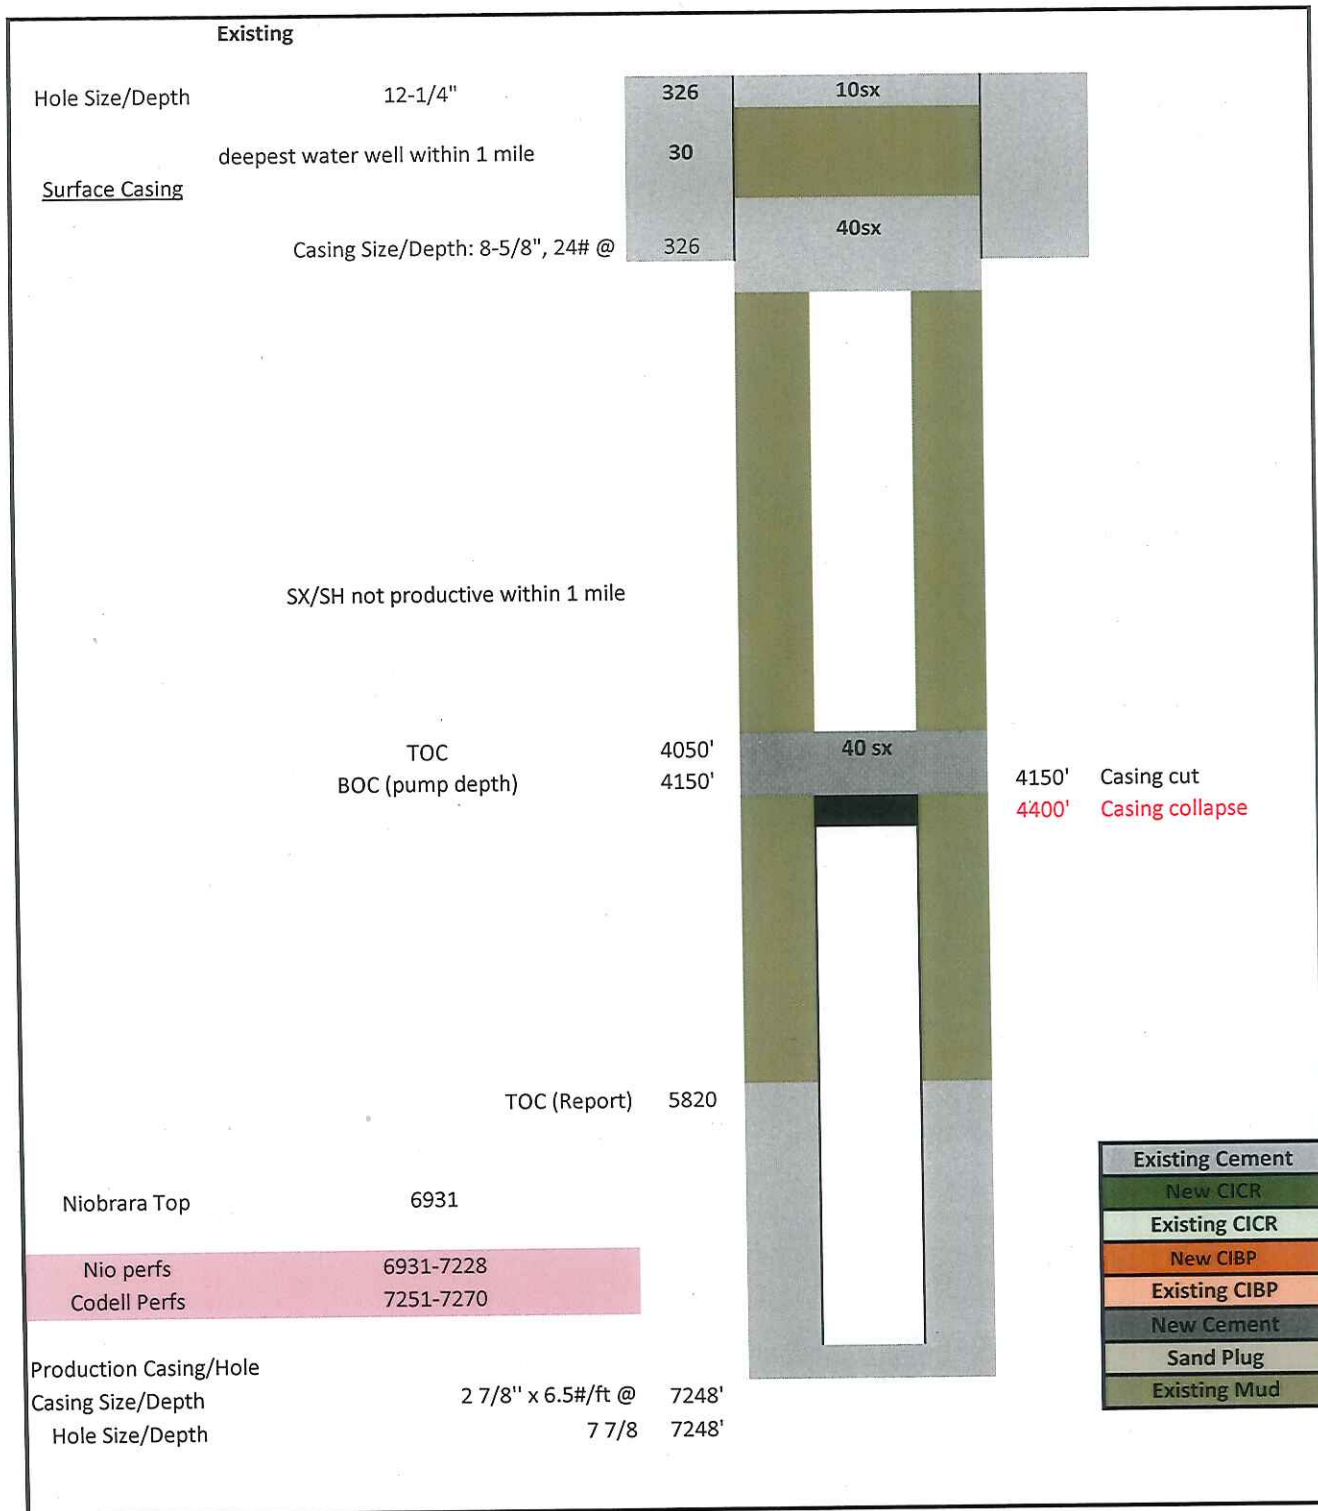 Existing
Hole Size/Depth 12-1/4" 326 10sx
deepest water well within 1 mile 30
Surface Casing
40sx
Casing Size/Depth: 8-5/8", 24# @ 326
SX/SH not productive within 1 mile
TOC 4050' 40 sx
BOC (pump depth) 4150' 4150' Casing cut
4400' Casing collapse
TOC (Report) 5820
Existing Cement
New CICR
Niobrara Top 6931
Existing CICR
New CIBP
Nio perfs 6931-7228
Existing CIBP
Codell Perfs 7251-7270
New Cement
Sand Plug
Production Casing/Hole
Existing Mud
Casing Size/Depth 2 7/8" x 6.5#/ft @ 7248'
Hole Size/Depth 7 7/8 7248'